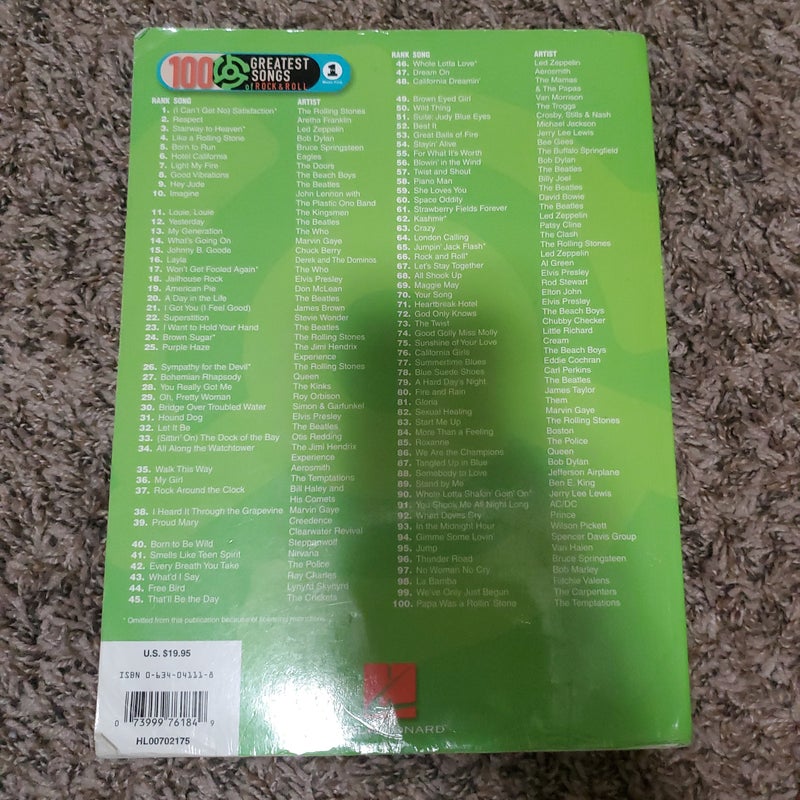 100 GREATEST
SONGS
of ROCK & ROLL
1
Music First
RANK SONG ARTIST
1. (I Can't Get No) Satisfaction* The Rolling Stones
2. Respect Aretha Franklin
3. Stairway to Heaven* Led Zeppelin
4. Like a Rolling Stone Bob Dylan
5. Born to Run Bruce Springsteen
6. Hotel California Eagles
7. Light My Fire The Doors
8. Good Vibrations The Beach Boys
9. Hey Jude The Beatles
10. Imagine John Lennon with
The Plastic Ono Band
11. Louie, Louie The Kingsmen
12. Yesterday The Beatles
13. My Generation The Who
14. What's Going On Marvin Gaye
15. Johnny B. Goode Chuck Berry
16. Layla Derek and The Dominos
17. Won't Get Fooled Again* The Who
18. Jailhouse Rock Elvis Presley
19. American Pie Don McLean
20. A Day in the Life The Beatles
21. I Got You (I Feel Good) James Brown
22. Superstition Stevie Wonder
23. I Want to Hold Your Hand The Beatles
24. Brown Sugar* The Rolling Stones
25. Purple Haze The Jimi Hendrix
Experience
26. Sympathy for the Devil* The Rolling Stones
27. Bohemian Rhapsody Queen
28. You Really Got Me The Kinks
29. Oh, Pretty Woman Roy Orbison
30. Bridge Over Troubled Water Simon & Garfunkel
31. Hound Dog Elvis Presley
32. Let It Be The Beatles
33. (Sittin' On) The Dock of the Bay Otis Redding
34. All Along the Watchtower The Jimi Hendrix
Experience
35. Walk This Way Aerosmith
36. My Girl The Temptations
37. Rock Around the Clock Bill Haley and
His Comets
38. I Heard It Through the Grapevine Marvin Gaye
39. Proud Mary Creedence
Clearwater Revival
40. Born to Be Wild Steppenwolf
41. Smells Like Teen Spirit Nirvana
42. Every Breath You Take The Police
43. What'd I Say Ray Charles
44. Free Bird Lynyrd Skynyrd
45. That'll Be the Day The Crickets
* Omitted from this publication because of licensing restrictions.
RANK SONG ARTIST
46. Whole Lotta Love* Led Zeppelin
47. Dream On Aerosmith
48. California Dreamin' The Mamas
& The Papas
49. Brown Eyed Girl Van Morrison
50. Wild Thing The Troggs
51. Suite: Judy Blue Eyes Crosby, Stills & Nash
52. Beat It Michael Jackson
53. Great Balls of Fire Jerry Lee Lewis
54. Stayin' Alive Bee Gees
55. For What It's Worth The Buffalo Springfield
56. Blowin' in the Wind Bob Dylan
57. Twist and Shout The Beatles
58. Piano Man Billy Joel
59. She Loves You The Beatles
60. Space Oddity David Bowie
61. Strawberry Fields Forever The Beatles
62. Kashmir* Led Zeppelin
63. Crazy Patsy Cline
64. London Calling The Clash
65. Jumpin' Jack Flash* The Rolling Stones
66. Rock and Roll* Led Zeppelin
67. Let's Stay Together Al Green
68. All Shook Up Elvis Presley
69. Maggie May Rod Stewart
70. Your Song Elton John
71. Heartbreak Hotel Elvis Presley
72. God Only Knows The Beach Boys
73. The Twist Chubby Checker
74. Good Golly Miss Molly Little Richard
75. Sunshine of Your Love Cream
76. California Girls The Beach Boys
77. Summertime Blues Eddie Cochran
78. Blue Suede Shoes Carl Perkins
79. A Hard Day's Night The Beatles
80. Fire and Rain James Taylor
81. Gloria Them
82. Sexual Healing Marvin Gaye
83. Start Me Up The Rolling Stones
84. More Than a Feeling Boston
85. Roxanne The Police
86. We Are the Champions Queen
87. Tangled Up in Blue Bob Dylan
88. Somebody to Love Jefferson Airplane
89. Stand by Me Ben E. King
90. Whole Lotta Shakin' Goin' On* Jerry Lee Lewis
91. You Shook Me All Night Long AC/DC
92. When Doves Cry Prince
93. In the Midnight Hour Wilson Pickett
94. Gimme Some Lovin' Spencer Davis Group
95. Jump Van Halen
96. Thunder Road Bruce Springsteen
97. No Woman No Cry Bob Marley
98. La Bamba Ritchie Valens
99. We've Only Just Begun The Carpenters
100. Papa Was a Rollin' Stone The Temptations
U.S. $19.95
ISBN 0-634-04111-8
0 73999 76184 9
HL00702175